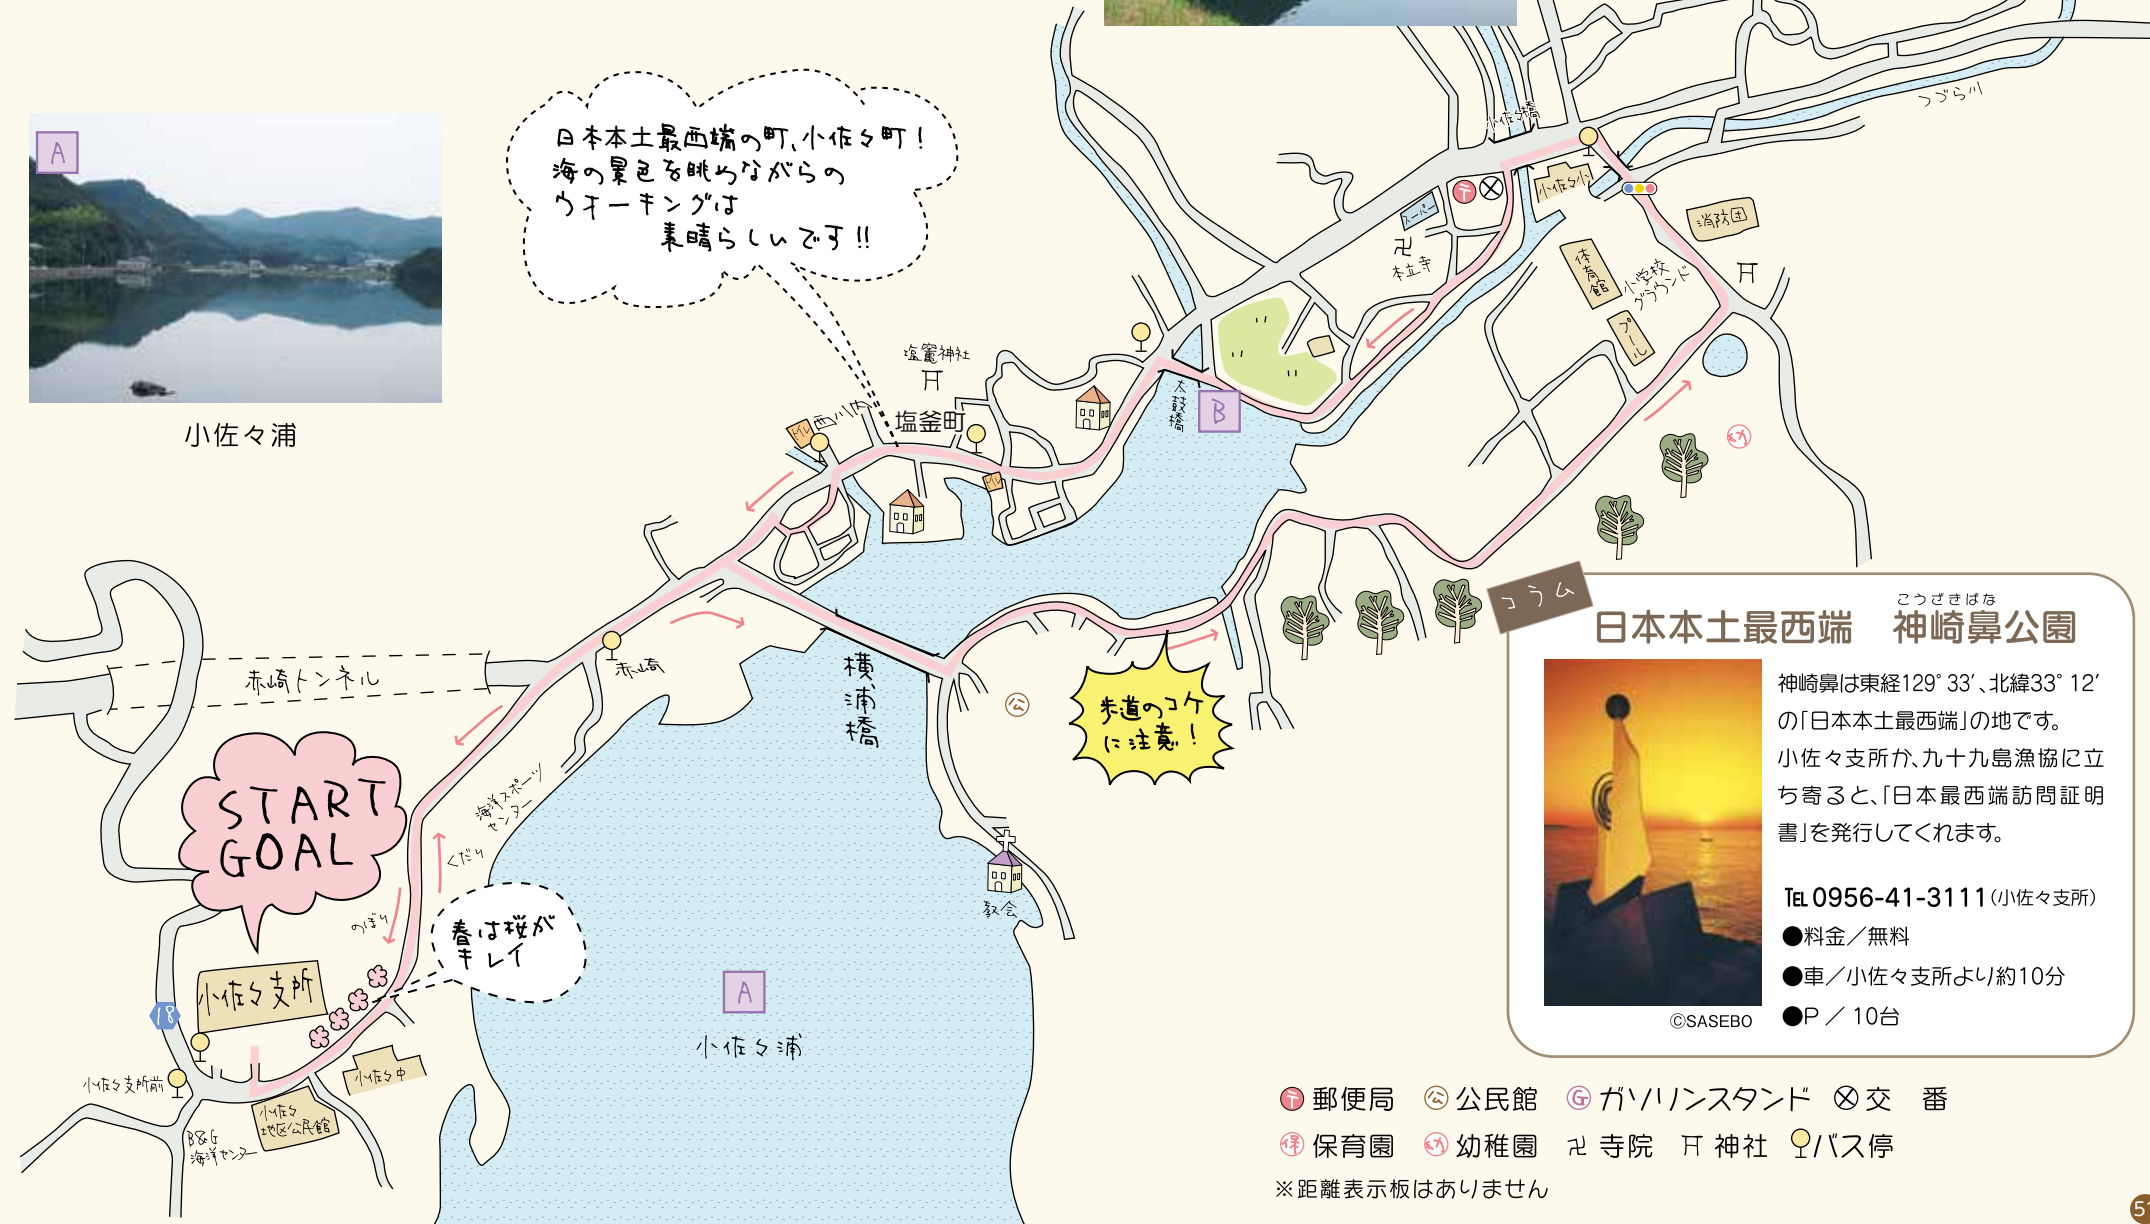 A
小佐々浦
日本本土最西端の町、小佐々町!
海の景色を眺めながらの
ウォーキングは
素晴らしいです!!
つづら川
小佐々橋
小佐々小
消防団
スーパー
本立寺
体育館
小学校
グラウンド
プール
塩竈神社
塩釜町
西川内
トイレ
トイレ
太鼓橋
B
幼
赤崎トンネル
赤崎
横浦橋
公
歩道のコケ
に注意!
START
GOAL
海洋スポーツ
センター
くだり
のぼり
春は桜が
キレイ
教会
小佐々支所
18
A
小佐々浦
小佐々支所前
小佐々中
小佐々
地区公民館
B&G
海洋センター
コラム
こうざきばな
日本本土最西端 神崎鼻公園
神崎鼻は東経129°33′、北緯33°12′
の「日本本土最西端」の地です。
小佐々支所か、九十九島漁協に立
ち寄ると、「日本最西端訪問証明
書」を発行してくれます。
TEL 0956-41-3111(小佐々支所)
●料金/無料
●車/小佐々支所より約10分
●P/10台
©SASEBO
〒 郵便局 公 公民館 G ガソリンスタンド 交 番
保 保育園 幼 幼稚園 卍 寺院 神社 バス停
※距離表示板はありません